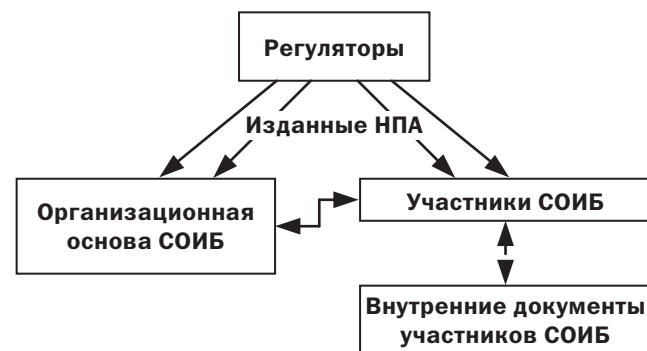 Регуляторы
Изданные НПА
Организационная
основа СОИБ
Участники СОИБ
Внутренние документы
участников СОИБ